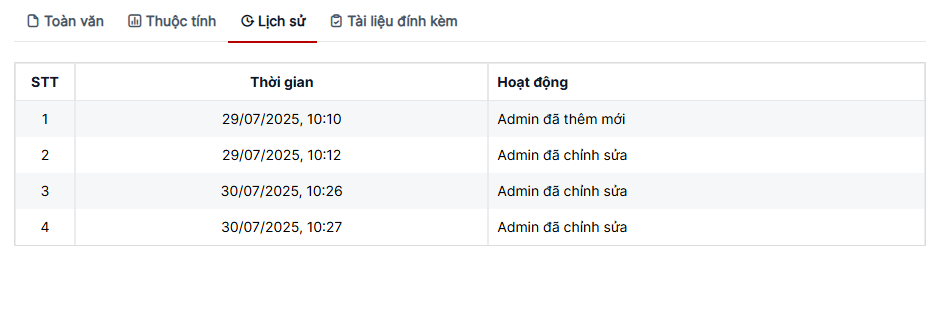 Toàn văn Thuộc tính Lịch sử Tài liệu đính kèm
STT Thời gian Hoạt động
1 29/07/2025, 10:10 Admin đã thêm mới
2 29/07/2025, 10:12 Admin đã chỉnh sửa
3 30/07/2025, 10:26 Admin đã chỉnh sửa
4 30/07/2025, 10:27 Admin đã chỉnh sửa